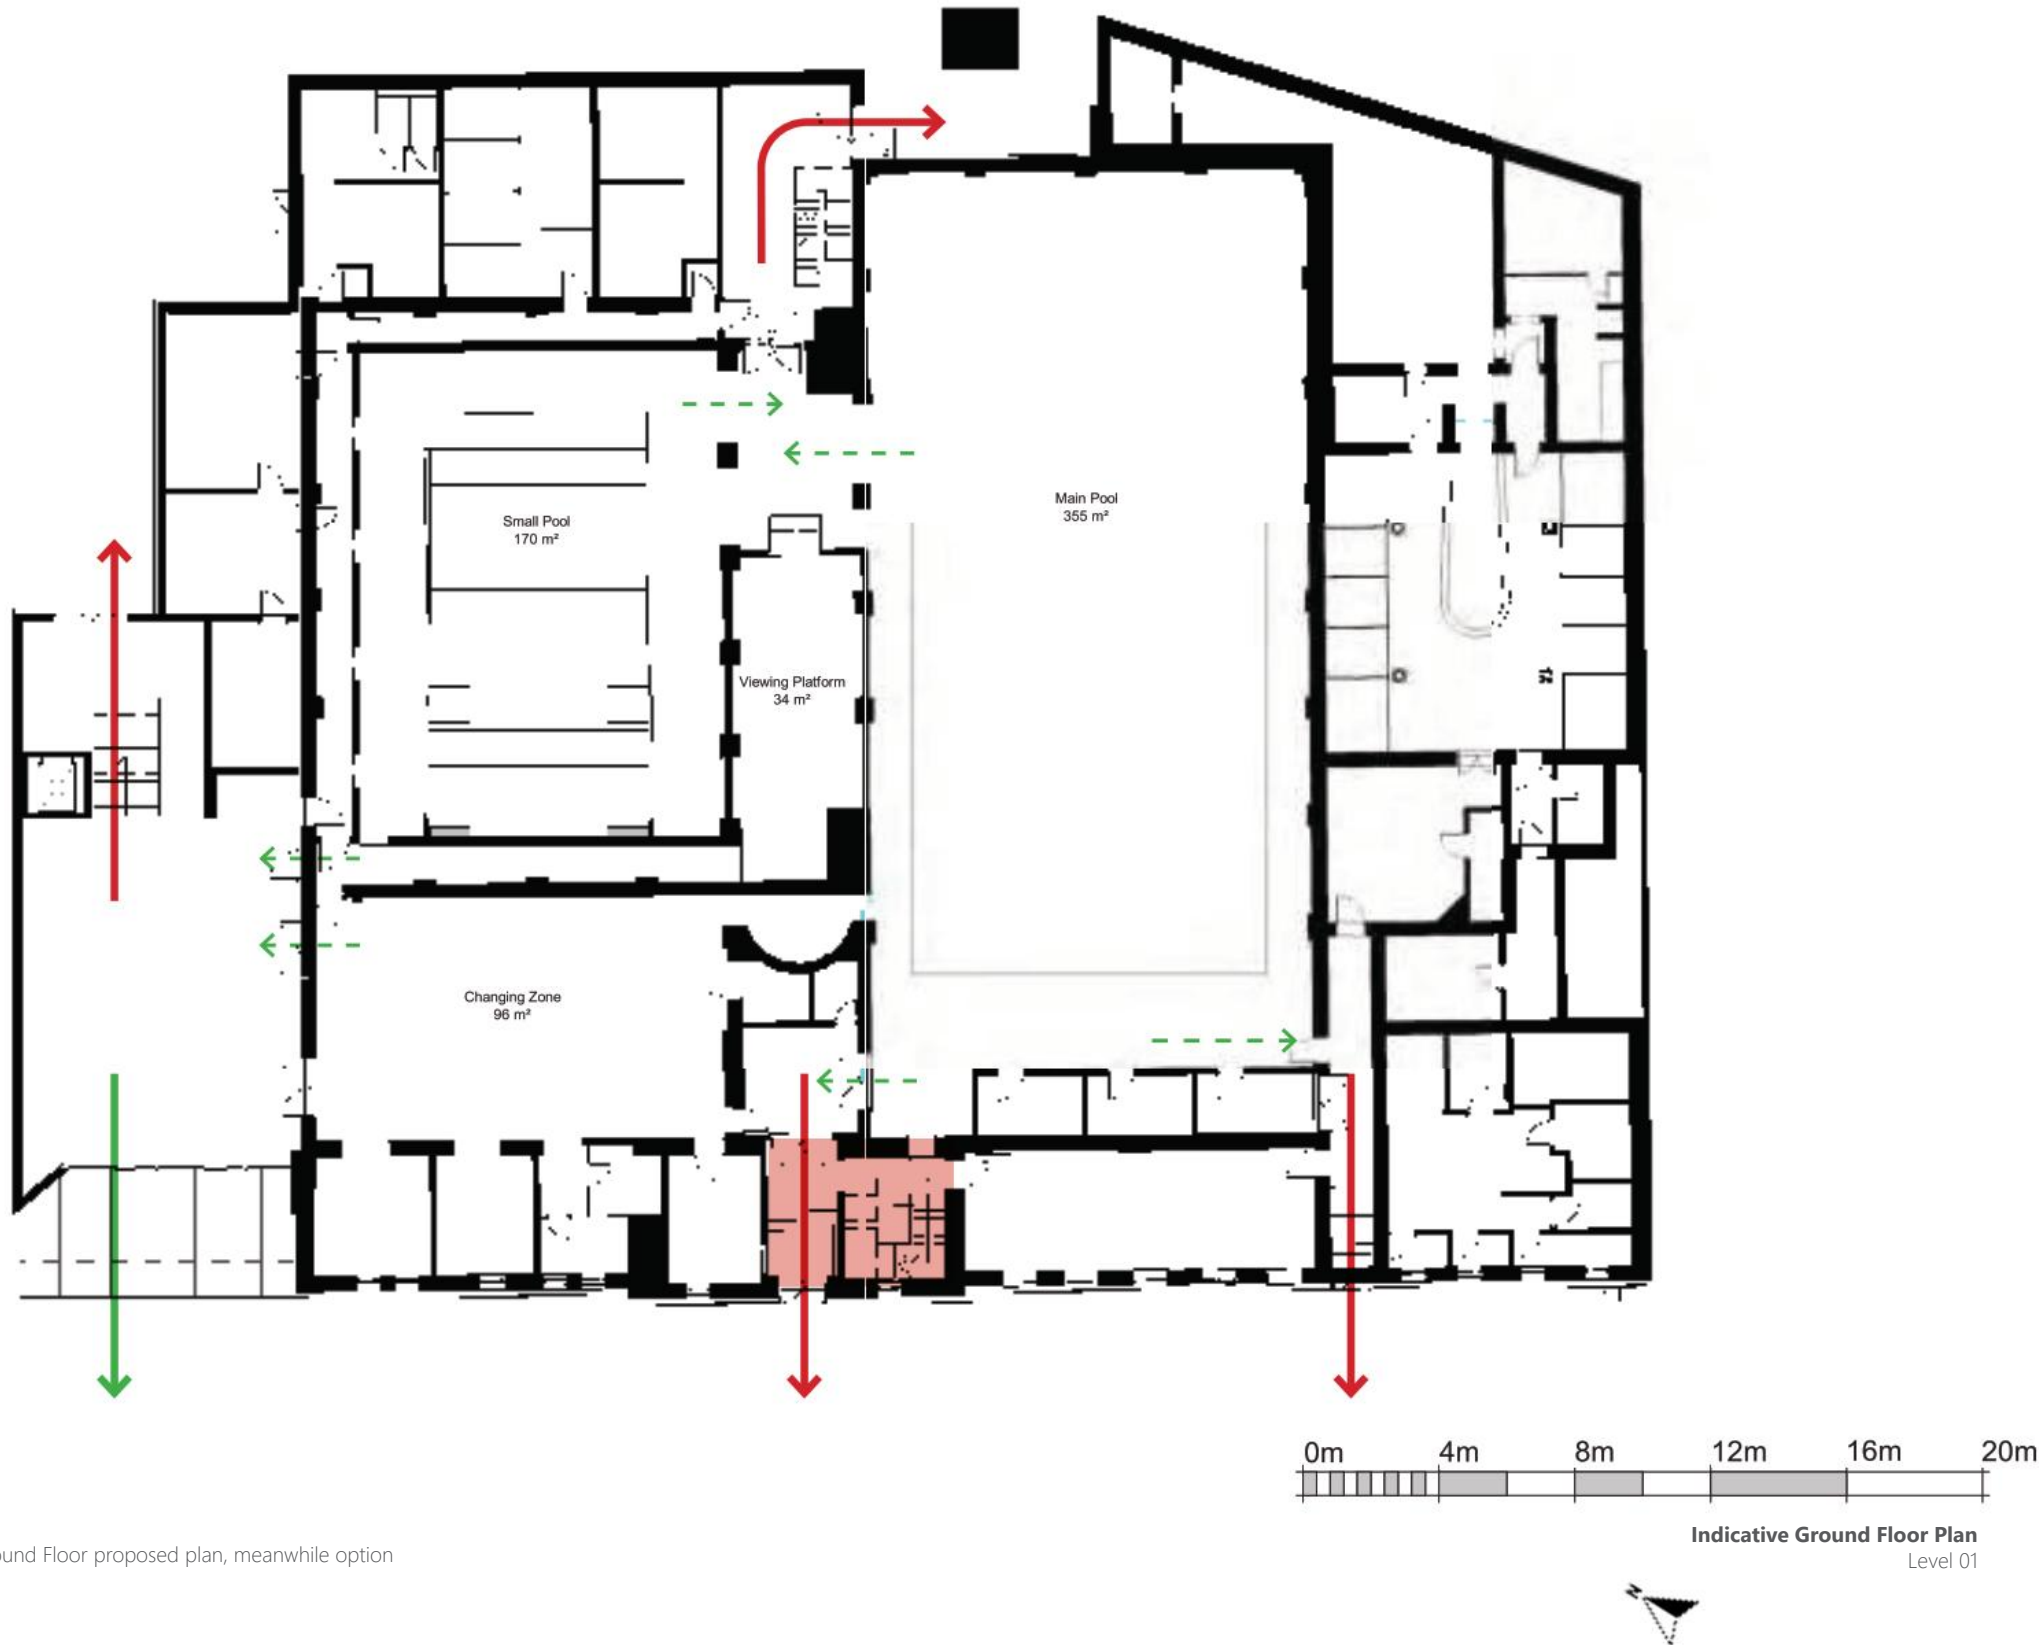 Small Pool
170 m²
Main Pool
355 m²
Viewing Platform
34 m²
Changing Zone
96 m²
0m 4m 8m 12m 16m 20m
Indicative Ground Floor Plan
Level 01
und Floor proposed plan, meanwhile option
N